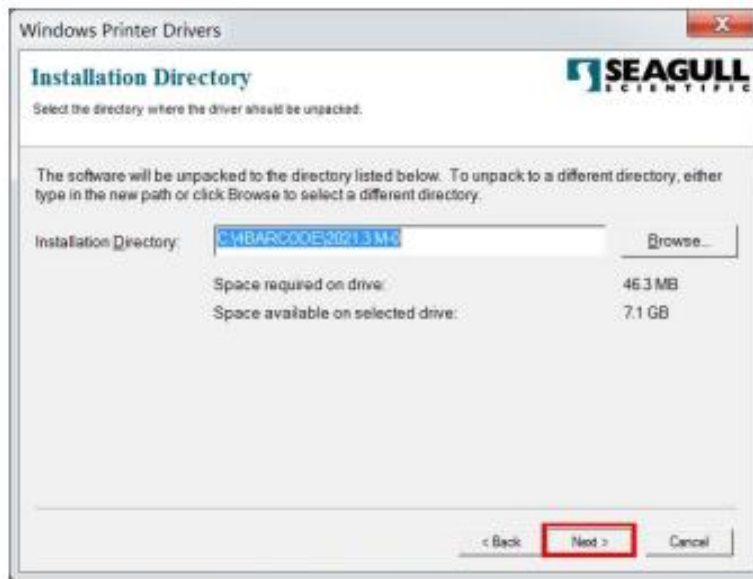 Windows Printer Drivers
Installation Directory
SEAGULL
SCIENTIFIC
Select the directory where the driver should be unpacked.
The software will be unpacked to the directory listed below. To unpack to a different directory, either
type in the new path or click Browse to select a different directory.
Installation Directory: C:\4BARCODE\2021.3 M-0 Browse...
Space required on drive: 46.3 MB
Space available on selected drive: 7.1 GB
< Back Next > Cancel